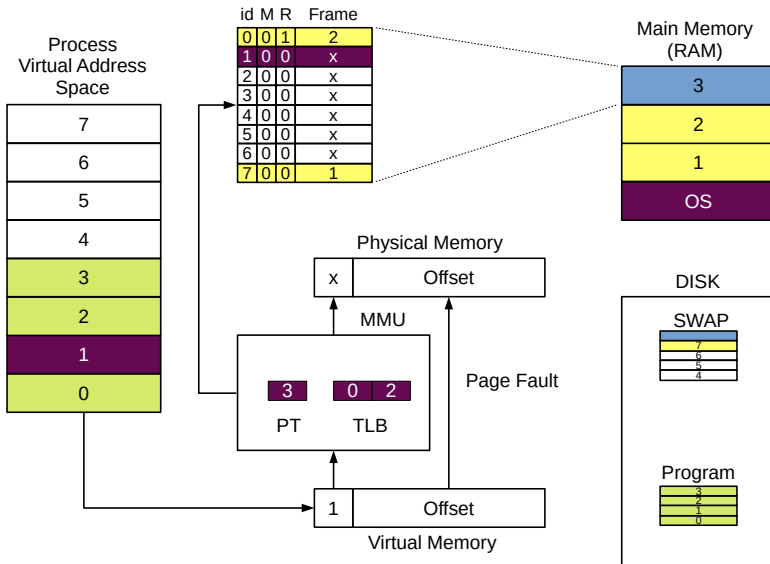 id M R Frame
0 0 1 2
1 0 0 x
2 0 0 x
3 0 0 x
4 0 0 x
5 0 0 x
6 0 0 x
7 0 0 1
Process
Virtual Address
Space
7
6
5
4
3
2
1
0
Main Memory
(RAM)
3
2
1
OS
Physical Memory
x Offset
MMU
3 0 2
PT TLB
Page Fault
1 Offset
Virtual Memory
DISK
SWAP
7
6
5
4
Program
3
2
1
0